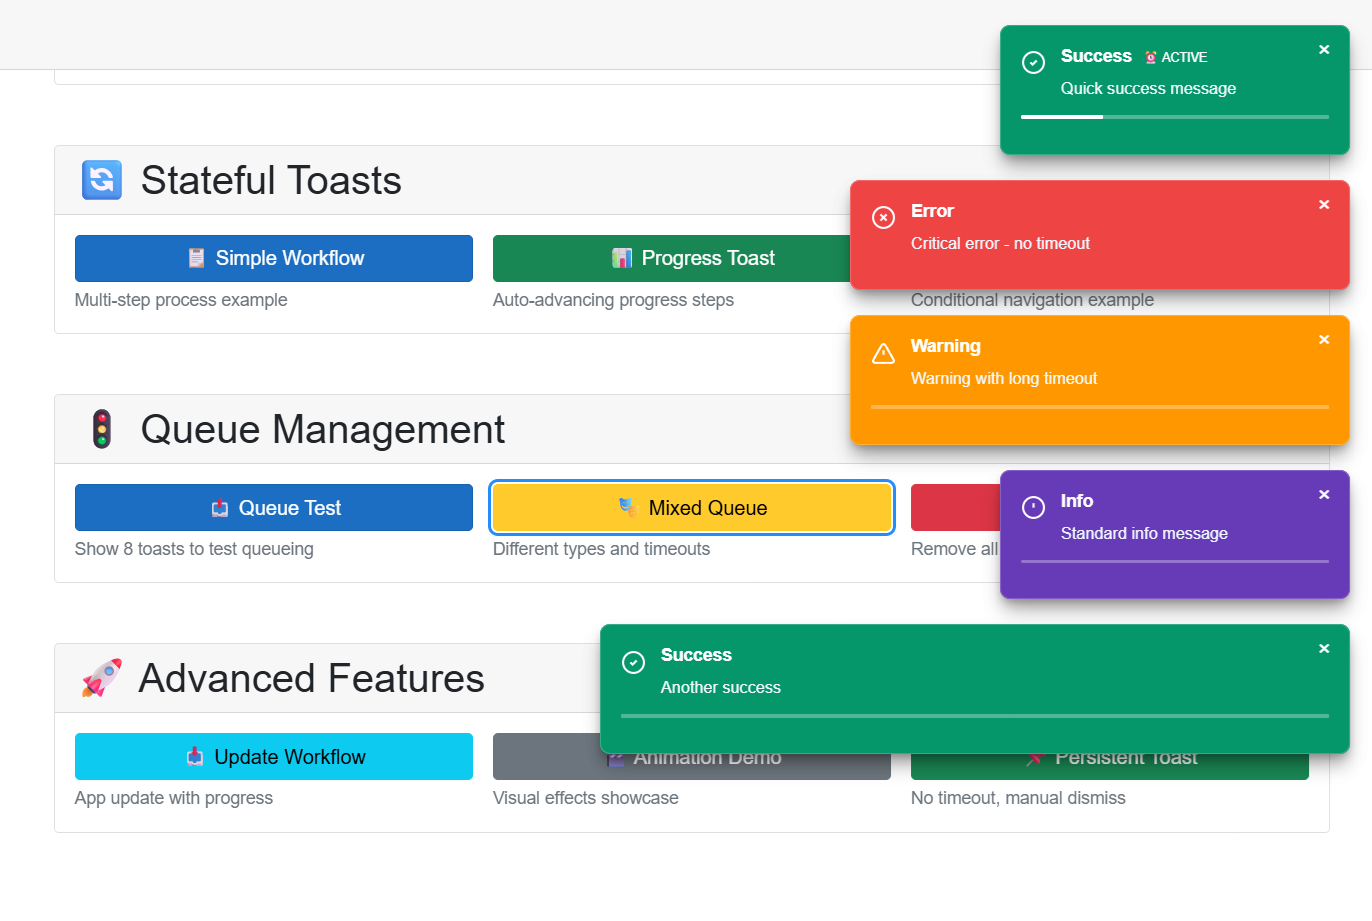 Success ⏰ ACTIVE
Quick success message
Stateful Toasts
Error
Critical error - no timeout
Simple Workflow
Progress Toast
Multi-step process example
Auto-advancing progress steps
Conditional navigation example
Warning
Warning with long timeout
Queue Management
Queue Test
Mixed Queue
Info
Standard info message
Show 8 toasts to test queueing
Different types and timeouts
Remove all
Success
Another success
Advanced Features
Update Workflow
Animation Demo
Persistent Toast
App update with progress
Visual effects showcase
No timeout, manual dismiss